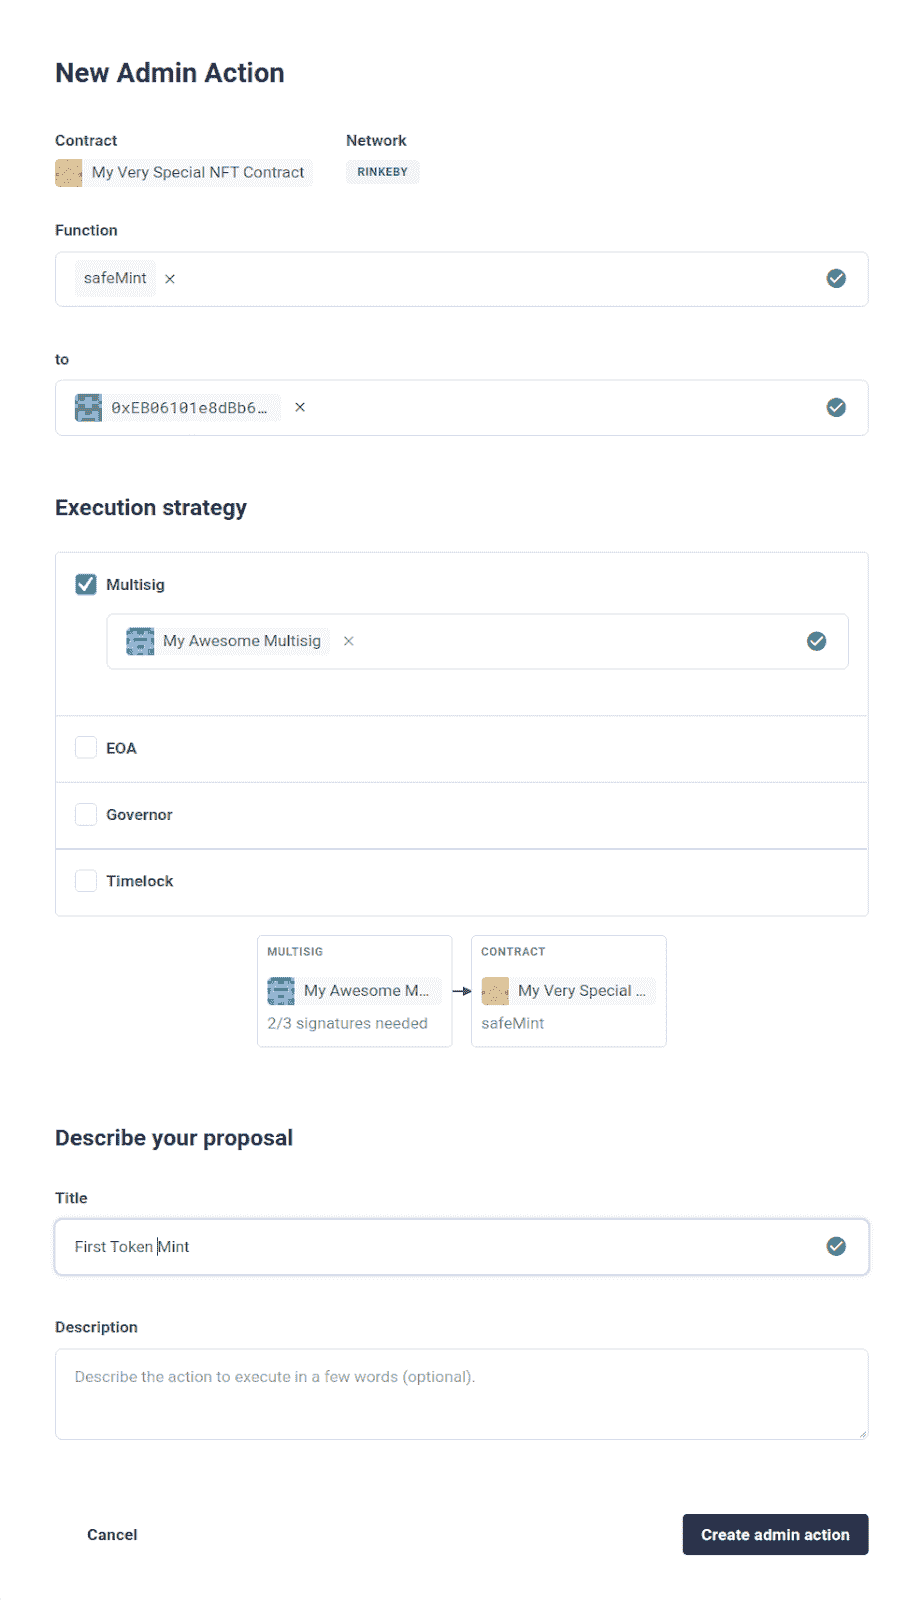 New Admin Action
Contract
Network
My Very Special NFT Contract
RINKEBY
Function
safeMint ×
to
0xEB06101e8dBb6… ×
Execution strategy
Multisig
My Awesome Multisig ×
EOA
Governor
Timelock
MULTISIG
My Awesome M...
2/3 signatures needed
CONTRACT
My Very Special ...
safeMint
Describe your proposal
Title
First Token Mint
Description
Describe the action to execute in a few words (optional).
Cancel
Create admin action